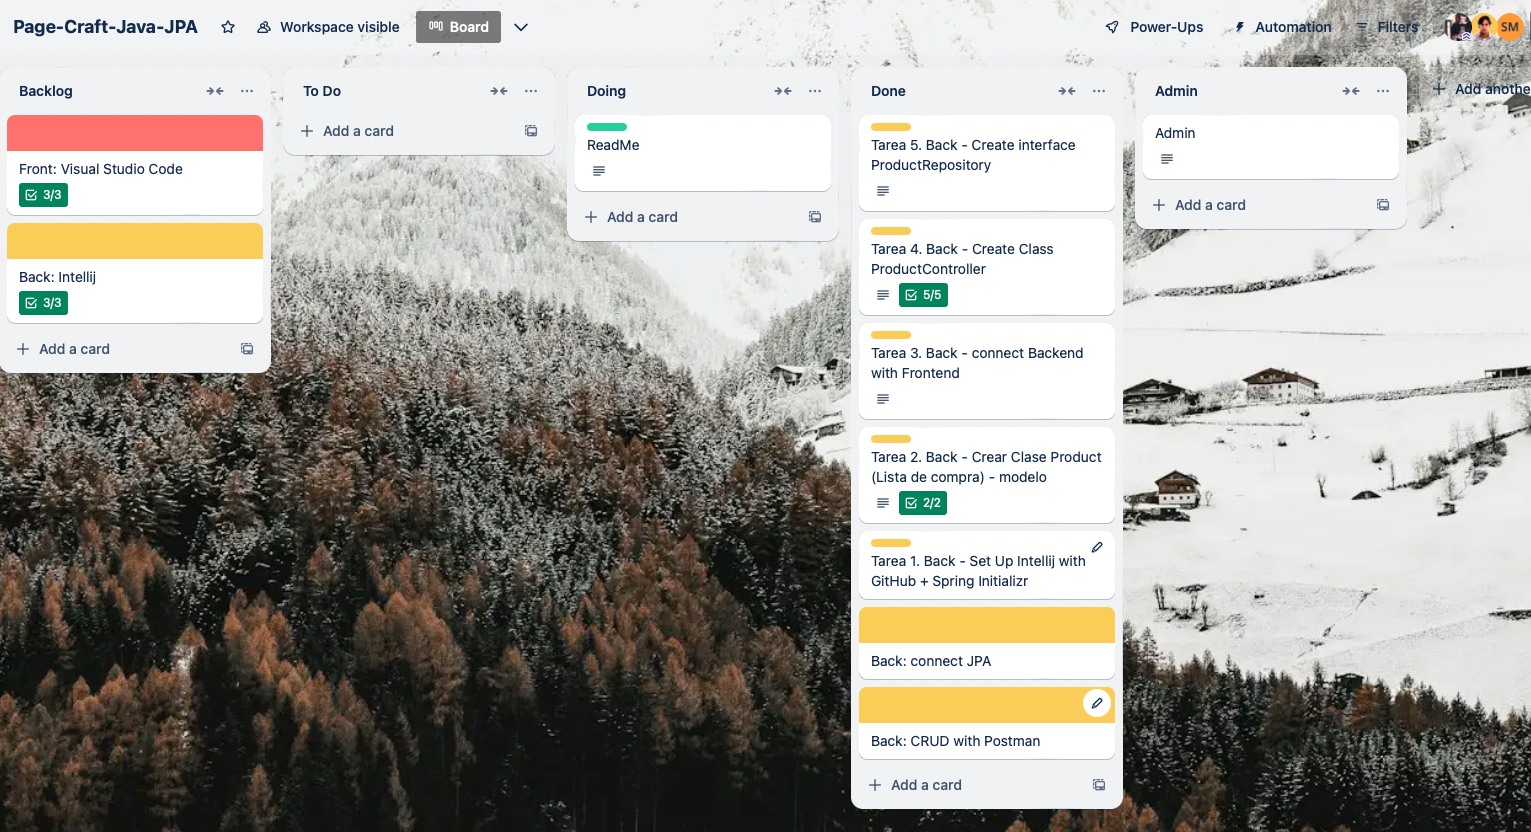 Page-Craft-Java-JPA
Workspace visible
Board
Power-Ups
Automation
Filters
SM
Backlog
Front: Visual Studio Code
3/3
Back: Intellij
3/3
Add a card
To Do
Add a card
Doing
ReadMe
Add a card
Done
Tarea 5. Back - Create interface
ProductRepository
Tarea 4. Back - Create Class
ProductController
5/5
Tarea 3. Back - connect Backend
with Frontend
Tarea 2. Back - Crear Clase Product
(Lista de compra) - modelo
2/2
Tarea 1. Back - Set Up Intellij with
GitHub + Spring Initializr
Back: connect JPA
Back: CRUD with Postman
Add a card
Admin
Admin
Add a card
Add anothe